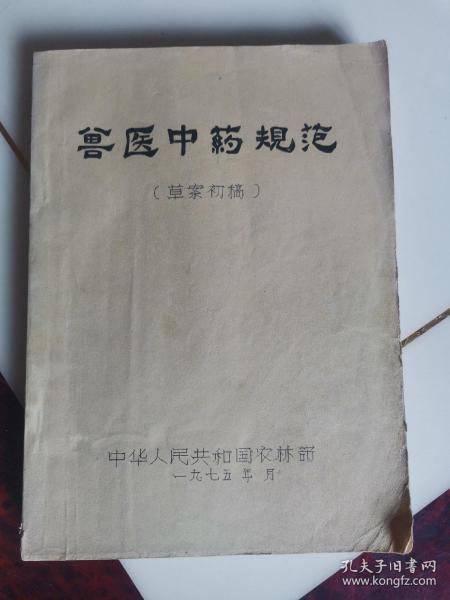 兽医中药規范
（草案初稿）
中华人民共和国农林部
一九七五年 月
孔夫子旧书网
www.kongfz.com